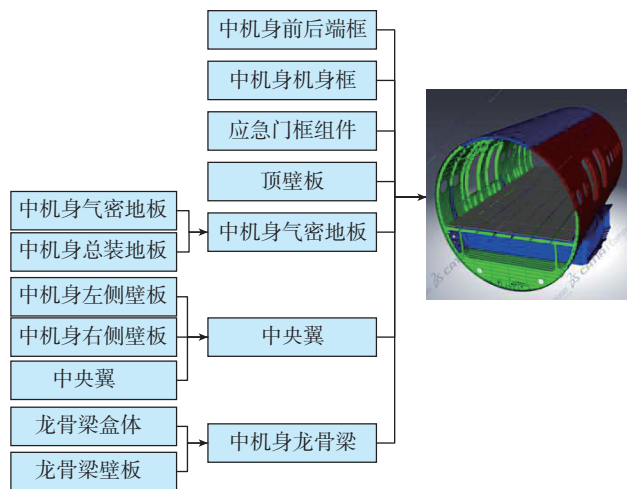 中机身前后端框
中机身机身框
应急门框组件
顶壁板
中机身气密地板
中机身总装地板
中机身气密地板
中机身左侧壁板
中机身右侧壁板
中央翼
中央翼
龙骨梁盒体
龙骨梁壁板
中机身龙骨梁